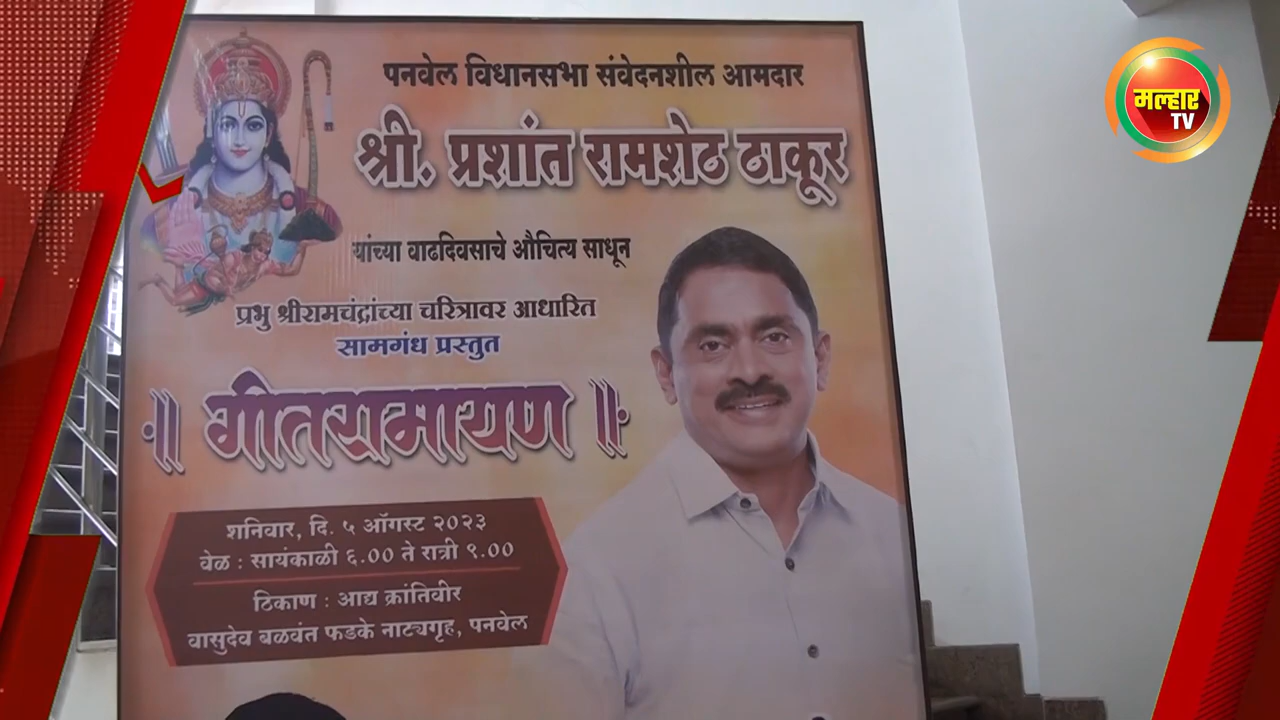 पनवेल विधानसभा संवेदनशील आमदार
श्री. प्रशांत रामशेठ ठाकूर
यांच्या वाढदिवसाचे औचित्य साधून
प्रभु श्रीरामचंद्रांच्या चरित्रावर आधारित
सामगंध प्रस्तुत
॥ गीतरामायण ॥
शनिवार, दि. ५ ऑगस्ट २०२३
वेळ : सायंकाळी ६.०० ते रात्री ९.००
ठिकाण : आद्य क्रांतिवीर
वासुदेव बळवंत फडके नाट्यगृह, पनवेल
मल्हार
TV